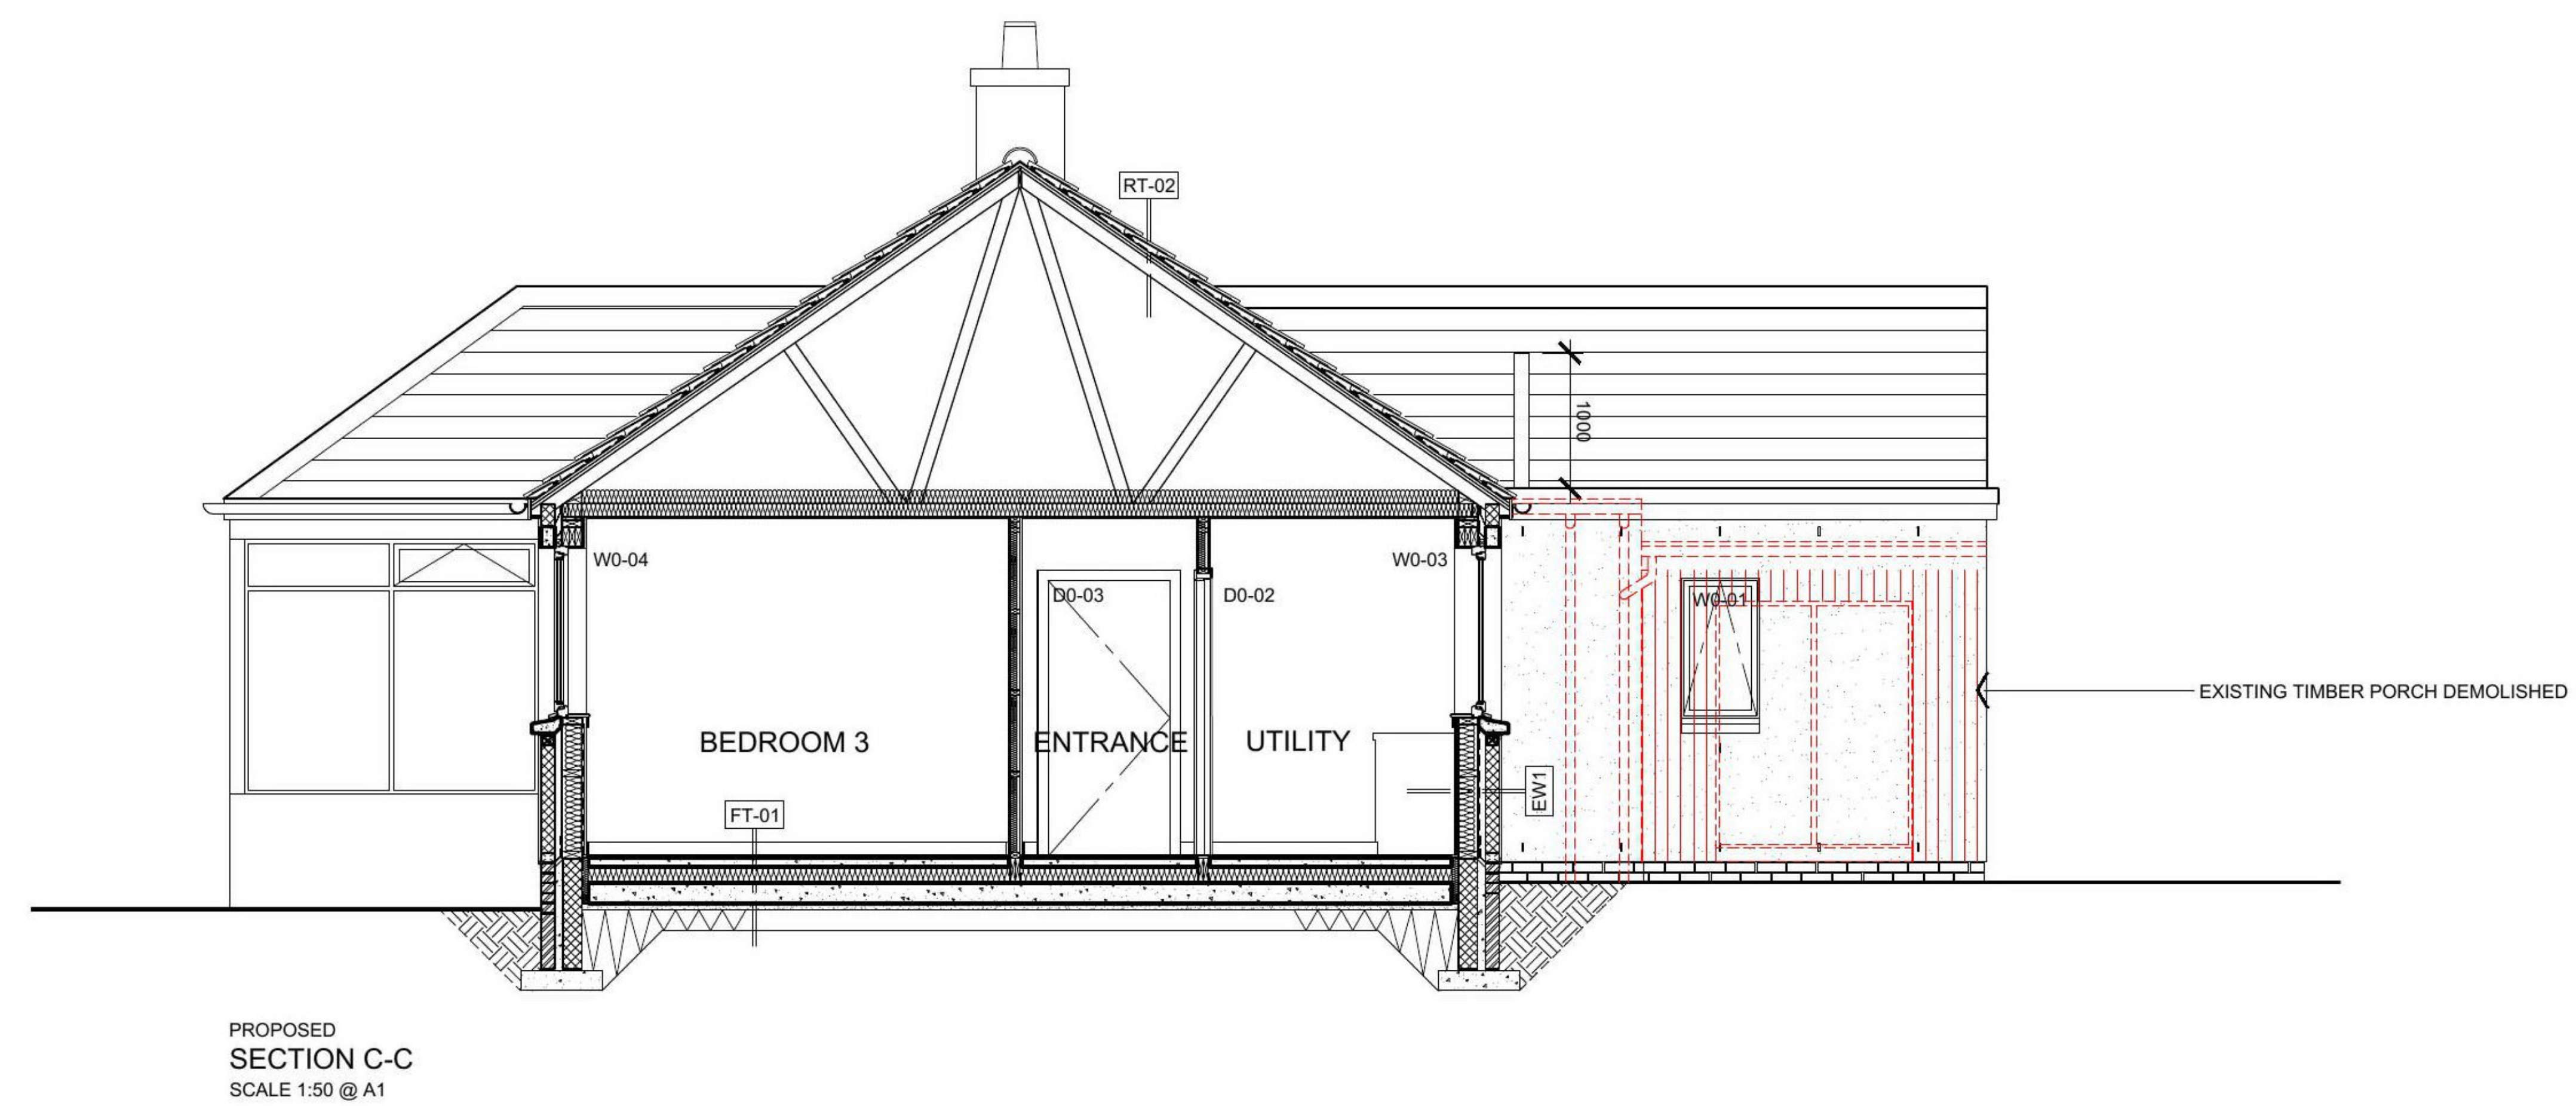 RT-02
1000
W0-04
W0-03
D0-03
D0-02
W0-01
EXISTING TIMBER PORCH DEMOLISHED
BEDROOM 3
ENTRANCE
UTILITY
EW1
FT-01
PROPOSED
SECTION C-C
SCALE 1:50 @ A1